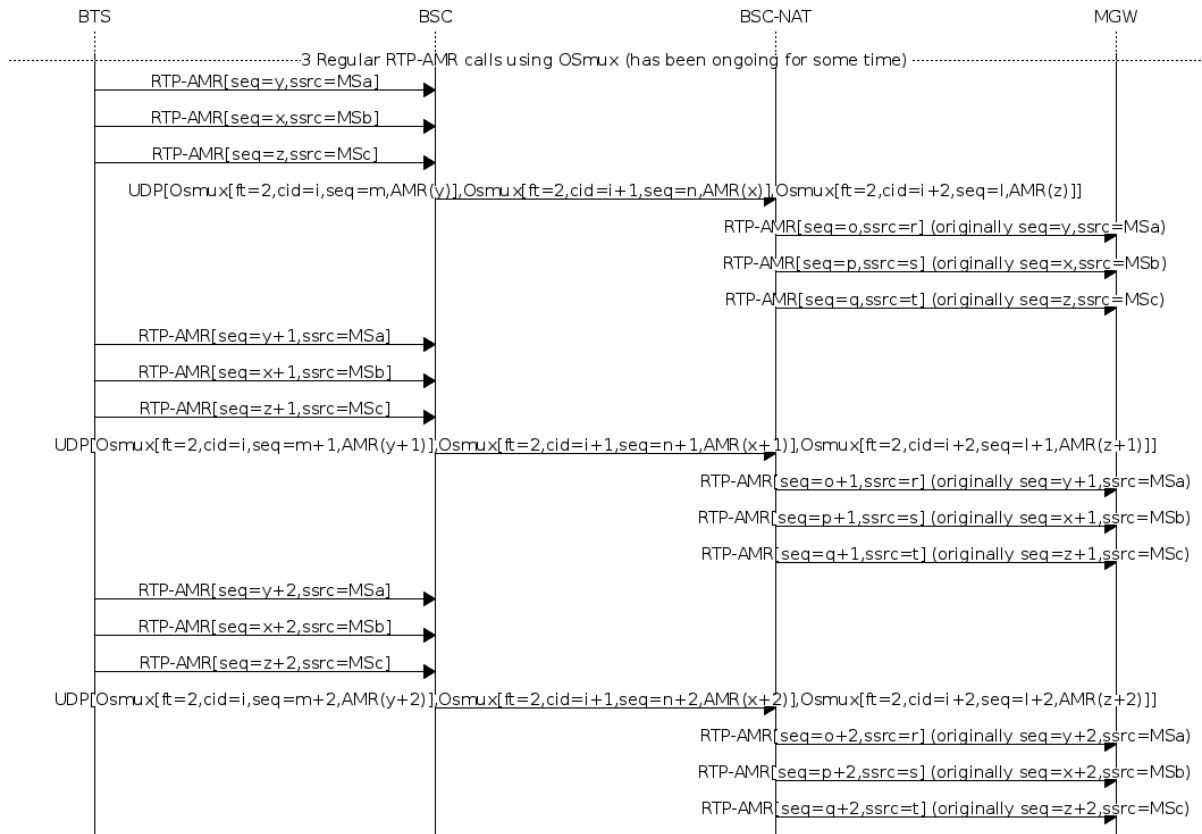 BTS BSC BSC-NAT MGW
3 Regular RTP-AMR calls using OSmux (has been ongoing for some time)
RTP-AMR[seq=y,ssrc=MSa]
RTP-AMR[seq=x,ssrc=MSb]
RTP-AMR[seq=z,ssrc=MSc]
UDP[Osmux[ft=2,cid=i,seq=m,AMR(y)],Osmux[ft=2,cid=i+1,seq=n,AMR(x)],Osmux[ft=2,cid=i+2,seq=l,AMR(z)]]
RTP-AMR[seq=o,ssrc=r] (originally seq=y,ssrc=MSa)
RTP-AMR[seq=p,ssrc=s] (originally seq=x,ssrc=MSb)
RTP-AMR[seq=q,ssrc=t] (originally seq=z,ssrc=MSc)
RTP-AMR[seq=y+1,ssrc=MSa]
RTP-AMR[seq=x+1,ssrc=MSb]
RTP-AMR[seq=z+1,ssrc=MSc]
UDP[Osmux[ft=2,cid=i,seq=m+1,AMR(y+1)],Osmux[ft=2,cid=i+1,seq=n+1,AMR(x+1)],Osmux[ft=2,cid=i+2,seq=l+1,AMR(z+1)]]
RTP-AMR[seq=o+1,ssrc=r] (originally seq=y+1,ssrc=MSa)
RTP-AMR[seq=p+1,ssrc=s] (originally seq=x+1,ssrc=MSb)
RTP-AMR[seq=q+1,ssrc=t] (originally seq=z+1,ssrc=MSc)
RTP-AMR[seq=y+2,ssrc=MSa]
RTP-AMR[seq=x+2,ssrc=MSb]
RTP-AMR[seq=z+2,ssrc=MSc]
UDP[Osmux[ft=2,cid=i,seq=m+2,AMR(y+2)],Osmux[ft=2,cid=i+1,seq=n+2,AMR(x+2)],Osmux[ft=2,cid=i+2,seq=l+2,AMR(z+2)]]
RTP-AMR[seq=o+2,ssrc=r] (originally seq=y+2,ssrc=MSa)
RTP-AMR[seq=p+2,ssrc=s] (originally seq=x+2,ssrc=MSb)
RTP-AMR[seq=q+2,ssrc=t] (originally seq=z+2,ssrc=MSc)